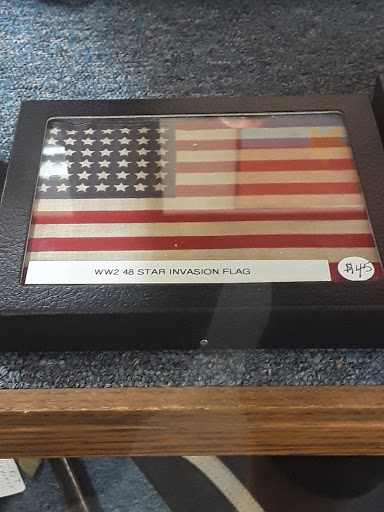 WW2 48 STAR INVASION FLAG
$45